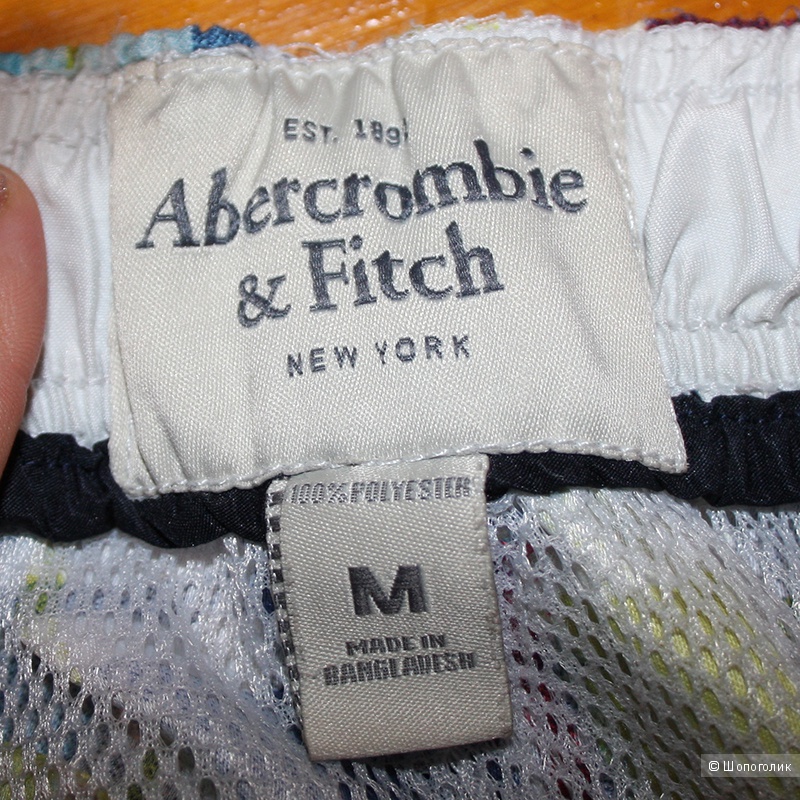 EST. 189
Abercrombie
& Fitch
NEW YORK
100% POLYESTER
M
MADE IN
BANGLADESH
© Шопоголик